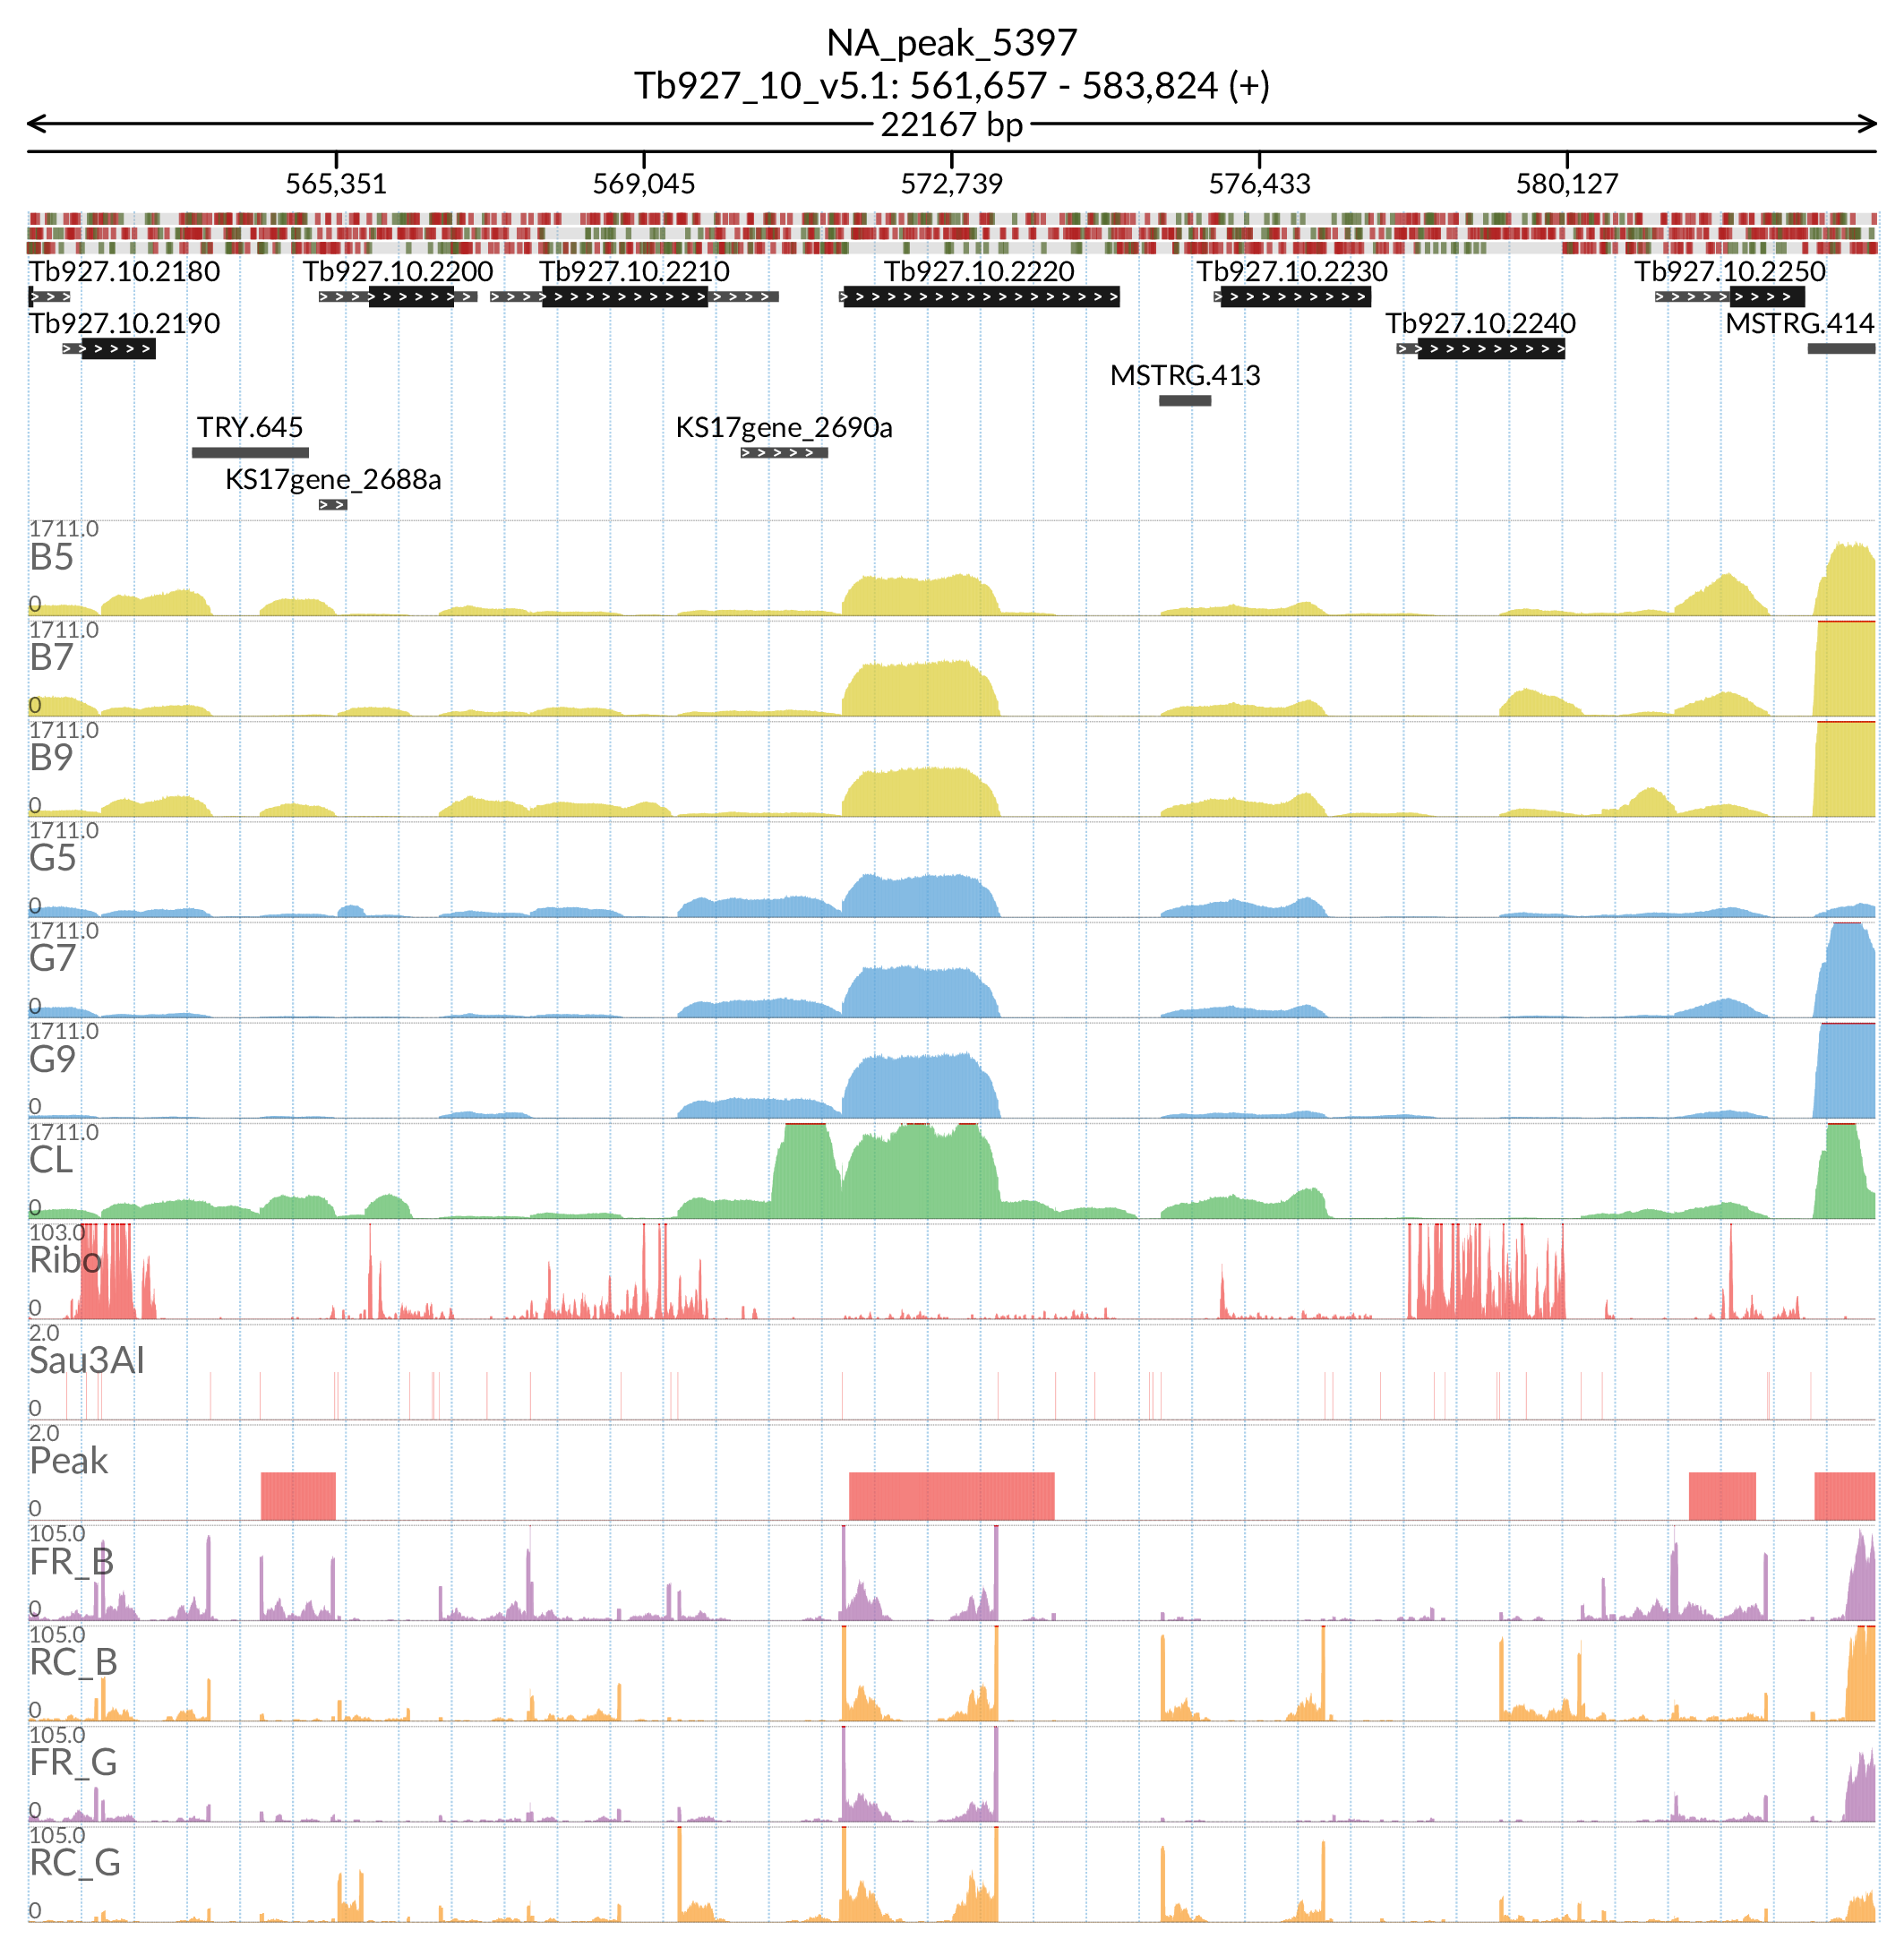 NA_peak_5397
Tb927_10_v5.1: 561,657 - 583,824 (+)
22167 bp
565,351 569,045 572,739 576,433 580,127
Tb927.10.2180 Tb927.10.2200 Tb927.10.2210 Tb927.10.2220 Tb927.10.2230 Tb927.10.2250
Tb927.10.2190 Tb927.10.2240 MSTRG.414
MSTRG.413
TRY.645 KS17gene_2690a
KS17gene_2688a
1711.0
B5
0
1711.0
B7
0
1711.0
B9
0
1711.0
G5
0
1711.0
G7
0
1711.0
G9
0
1711.0
CL
0
103.0
Ribo
0
2.0
Sau3AI
0
2.0
Peak
0
105.0
FR_B
0
105.0
RC_B
0
105.0
FR_G
0
105.0
RC_G
0